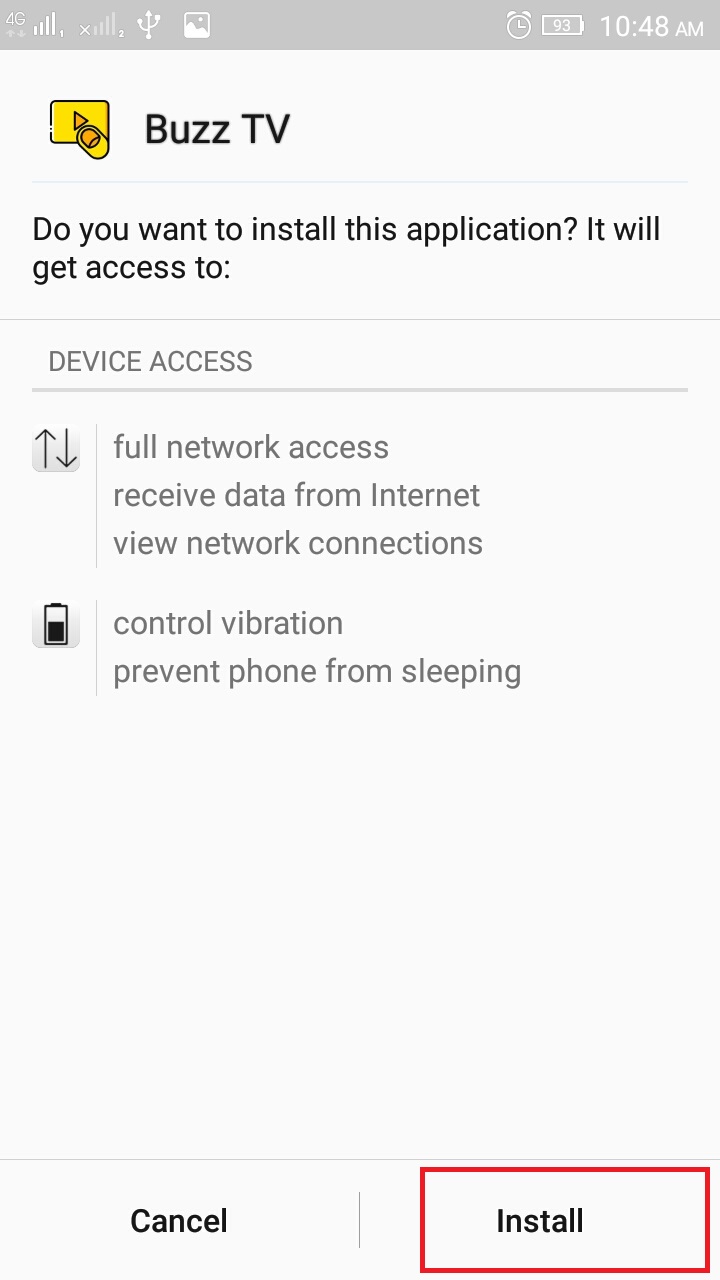 4G 1 2 93 10:48 AM
Buzz TV
Do you want to install this application? It will
get access to:
DEVICE ACCESS
full network access
receive data from Internet
view network connections
control vibration
prevent phone from sleeping
Cancel Install